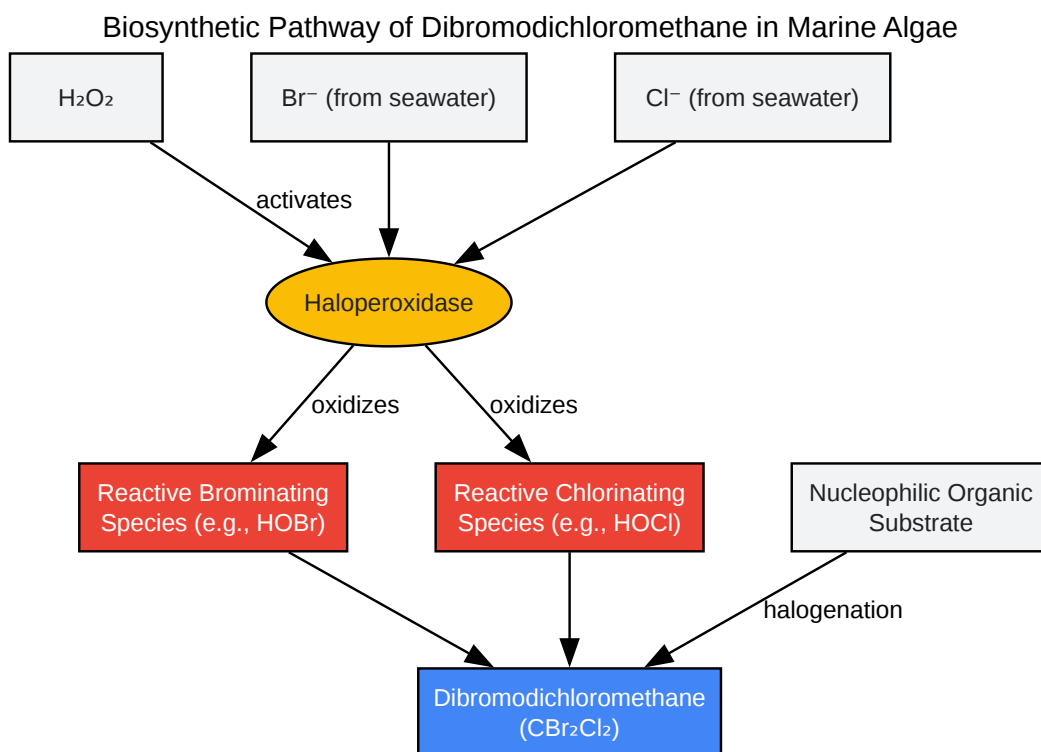 Biosynthetic Pathway of Dibromodichloromethane in Marine Algae
H₂O₂
Br⁻ (from seawater)
Cl⁻ (from seawater)
activates
Haloperoxidase
oxidizes
oxidizes
Reactive Brominating
Species (e.g., HOBr)
Reactive Chlorinating
Species (e.g., HOCl)
Nucleophilic Organic
Substrate
halogenation
Dibromodichloromethane
(CBr₂Cl₂)